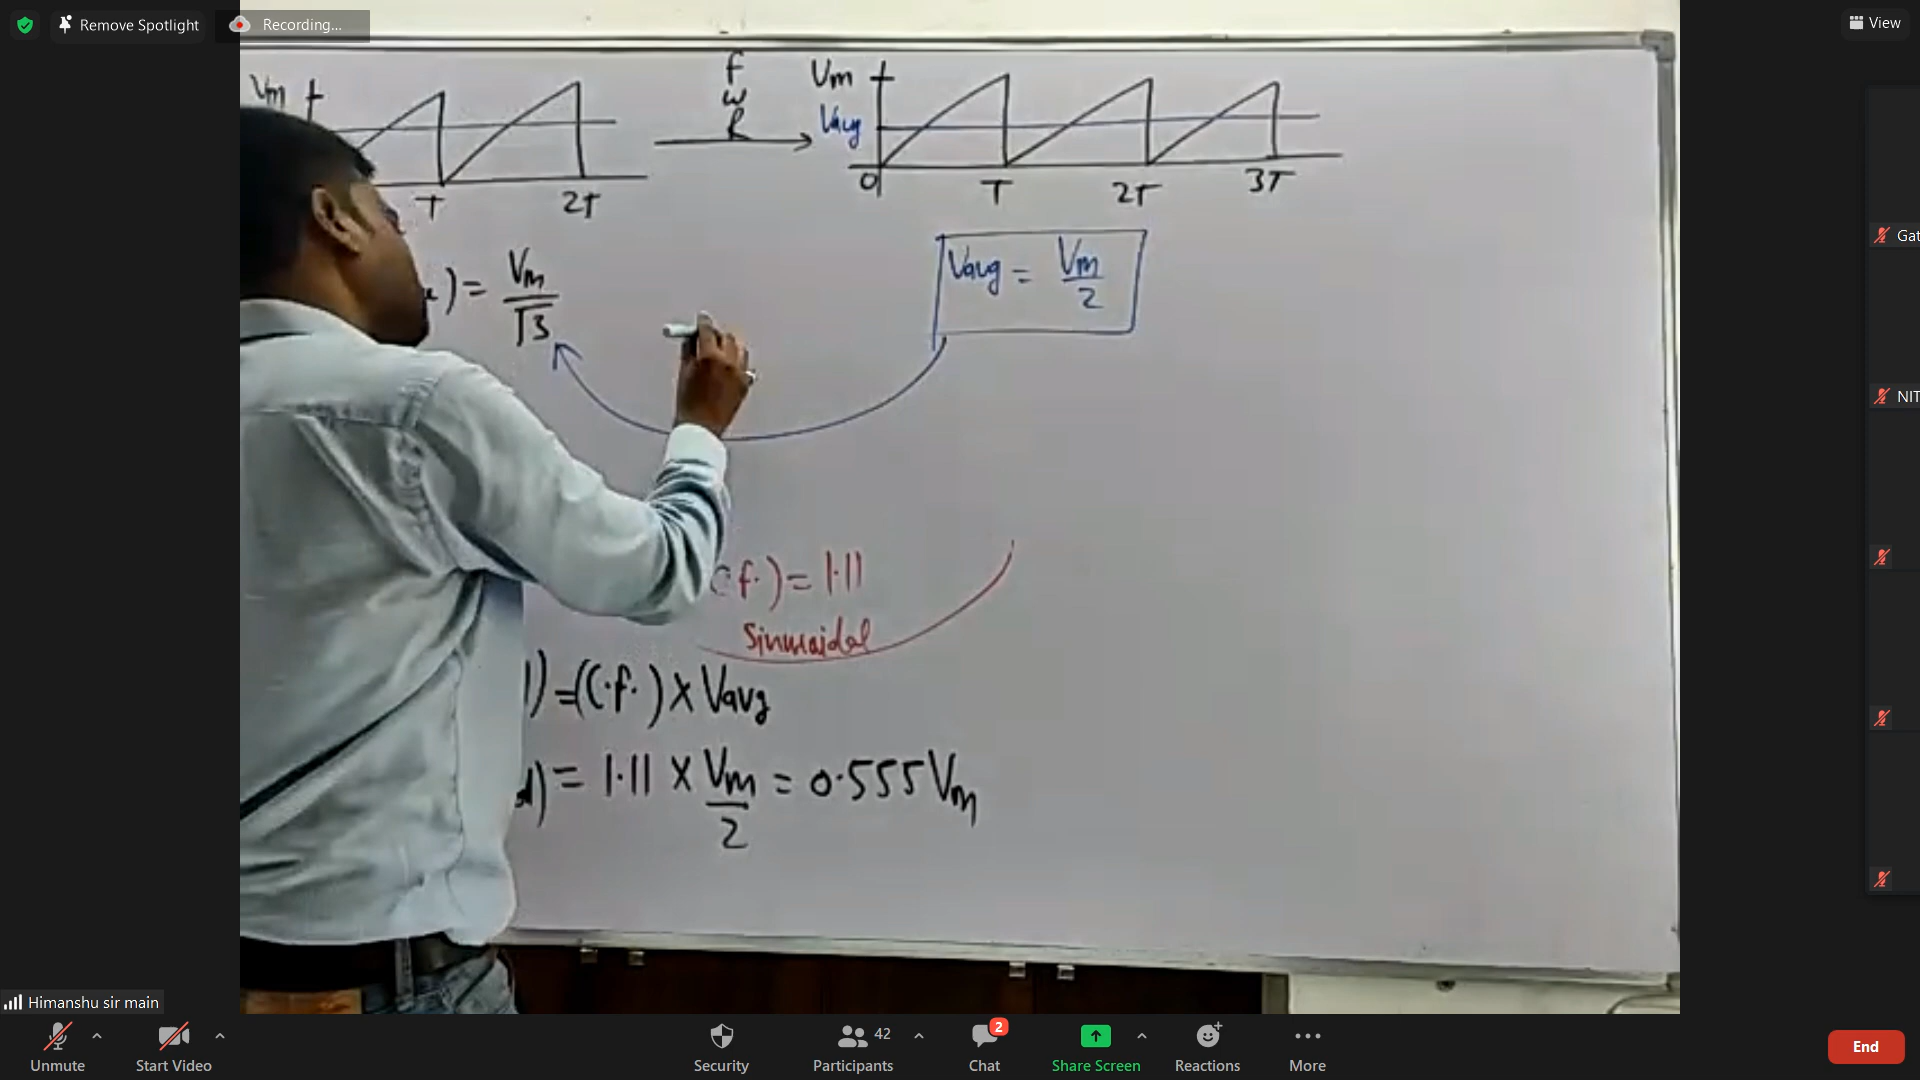 Remove Spotlight
Recording...
View
Vm
T
2T
F
W
R
Vm
Vavg
0
T
2T
3T
) = Vm/√3
Vavg = Vm/2
f.) = 1.11
Sinusoidal
) = (C.f.) × Vavg
) = 1.11 × Vm/2 = 0.555 Vm
Gat
NIT
Himanshu sir main
Unmute
Start Video
Security
Participants
42
Chat
2
Share Screen
Reactions
More
End